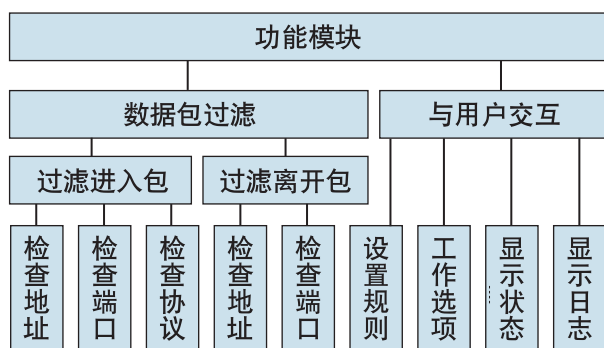 功能模块
数据包过滤
与用户交互
过滤进入包
过滤离开包
检查地址
检查端口
检查协议
检查地址
检查端口
设置规则
工作选项
显示状态
显示日志